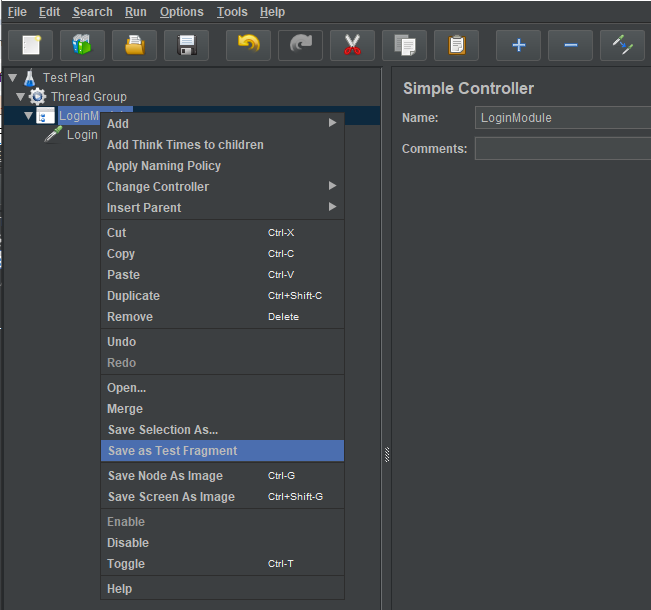 File Edit Search Run Options Tools Help
Test Plan
Thread Group
LoginM
Login
Add
Add Think Times to children
Apply Naming Policy
Change Controller
Insert Parent
Cut Ctrl-X
Copy Ctrl-C
Paste Ctrl-V
Duplicate Ctrl+Shift-C
Remove Delete
Undo
Redo
Open...
Merge
Save Selection As...
Save as Test Fragment
Save Node As Image Ctrl-G
Save Screen As Image Ctrl+Shift-G
Enable
Disable
Toggle Ctrl-T
Help
Simple Controller
Name: LoginModule
Comments: